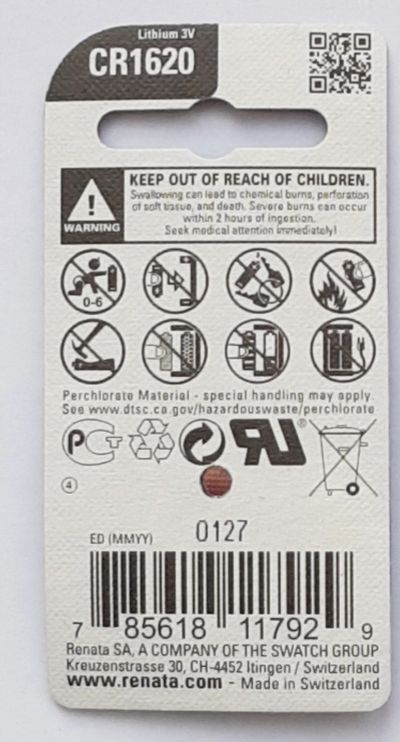 Lithium 3V
CR1620
KEEP OUT OF REACH OF CHILDREN.
Swallowing can lead to chemical burns, perforation
of soft tissue, and death. Severe burns can occur
within 2 hours of ingestion.
Seek medical attention immediately!
WARNING
0-6
Perchlorate Material - special handling may apply.
See www.dtsc.ca.gov/hazardouswaste/perchlorate
4
ED (MMYY) 0127
7 85618 11792 9
Renata SA, A COMPANY OF THE SWATCH GROUP
Kreuzenstrasse 30, CH-4452 Itingen / Switzerland
www.renata.com - Made in Switzerland